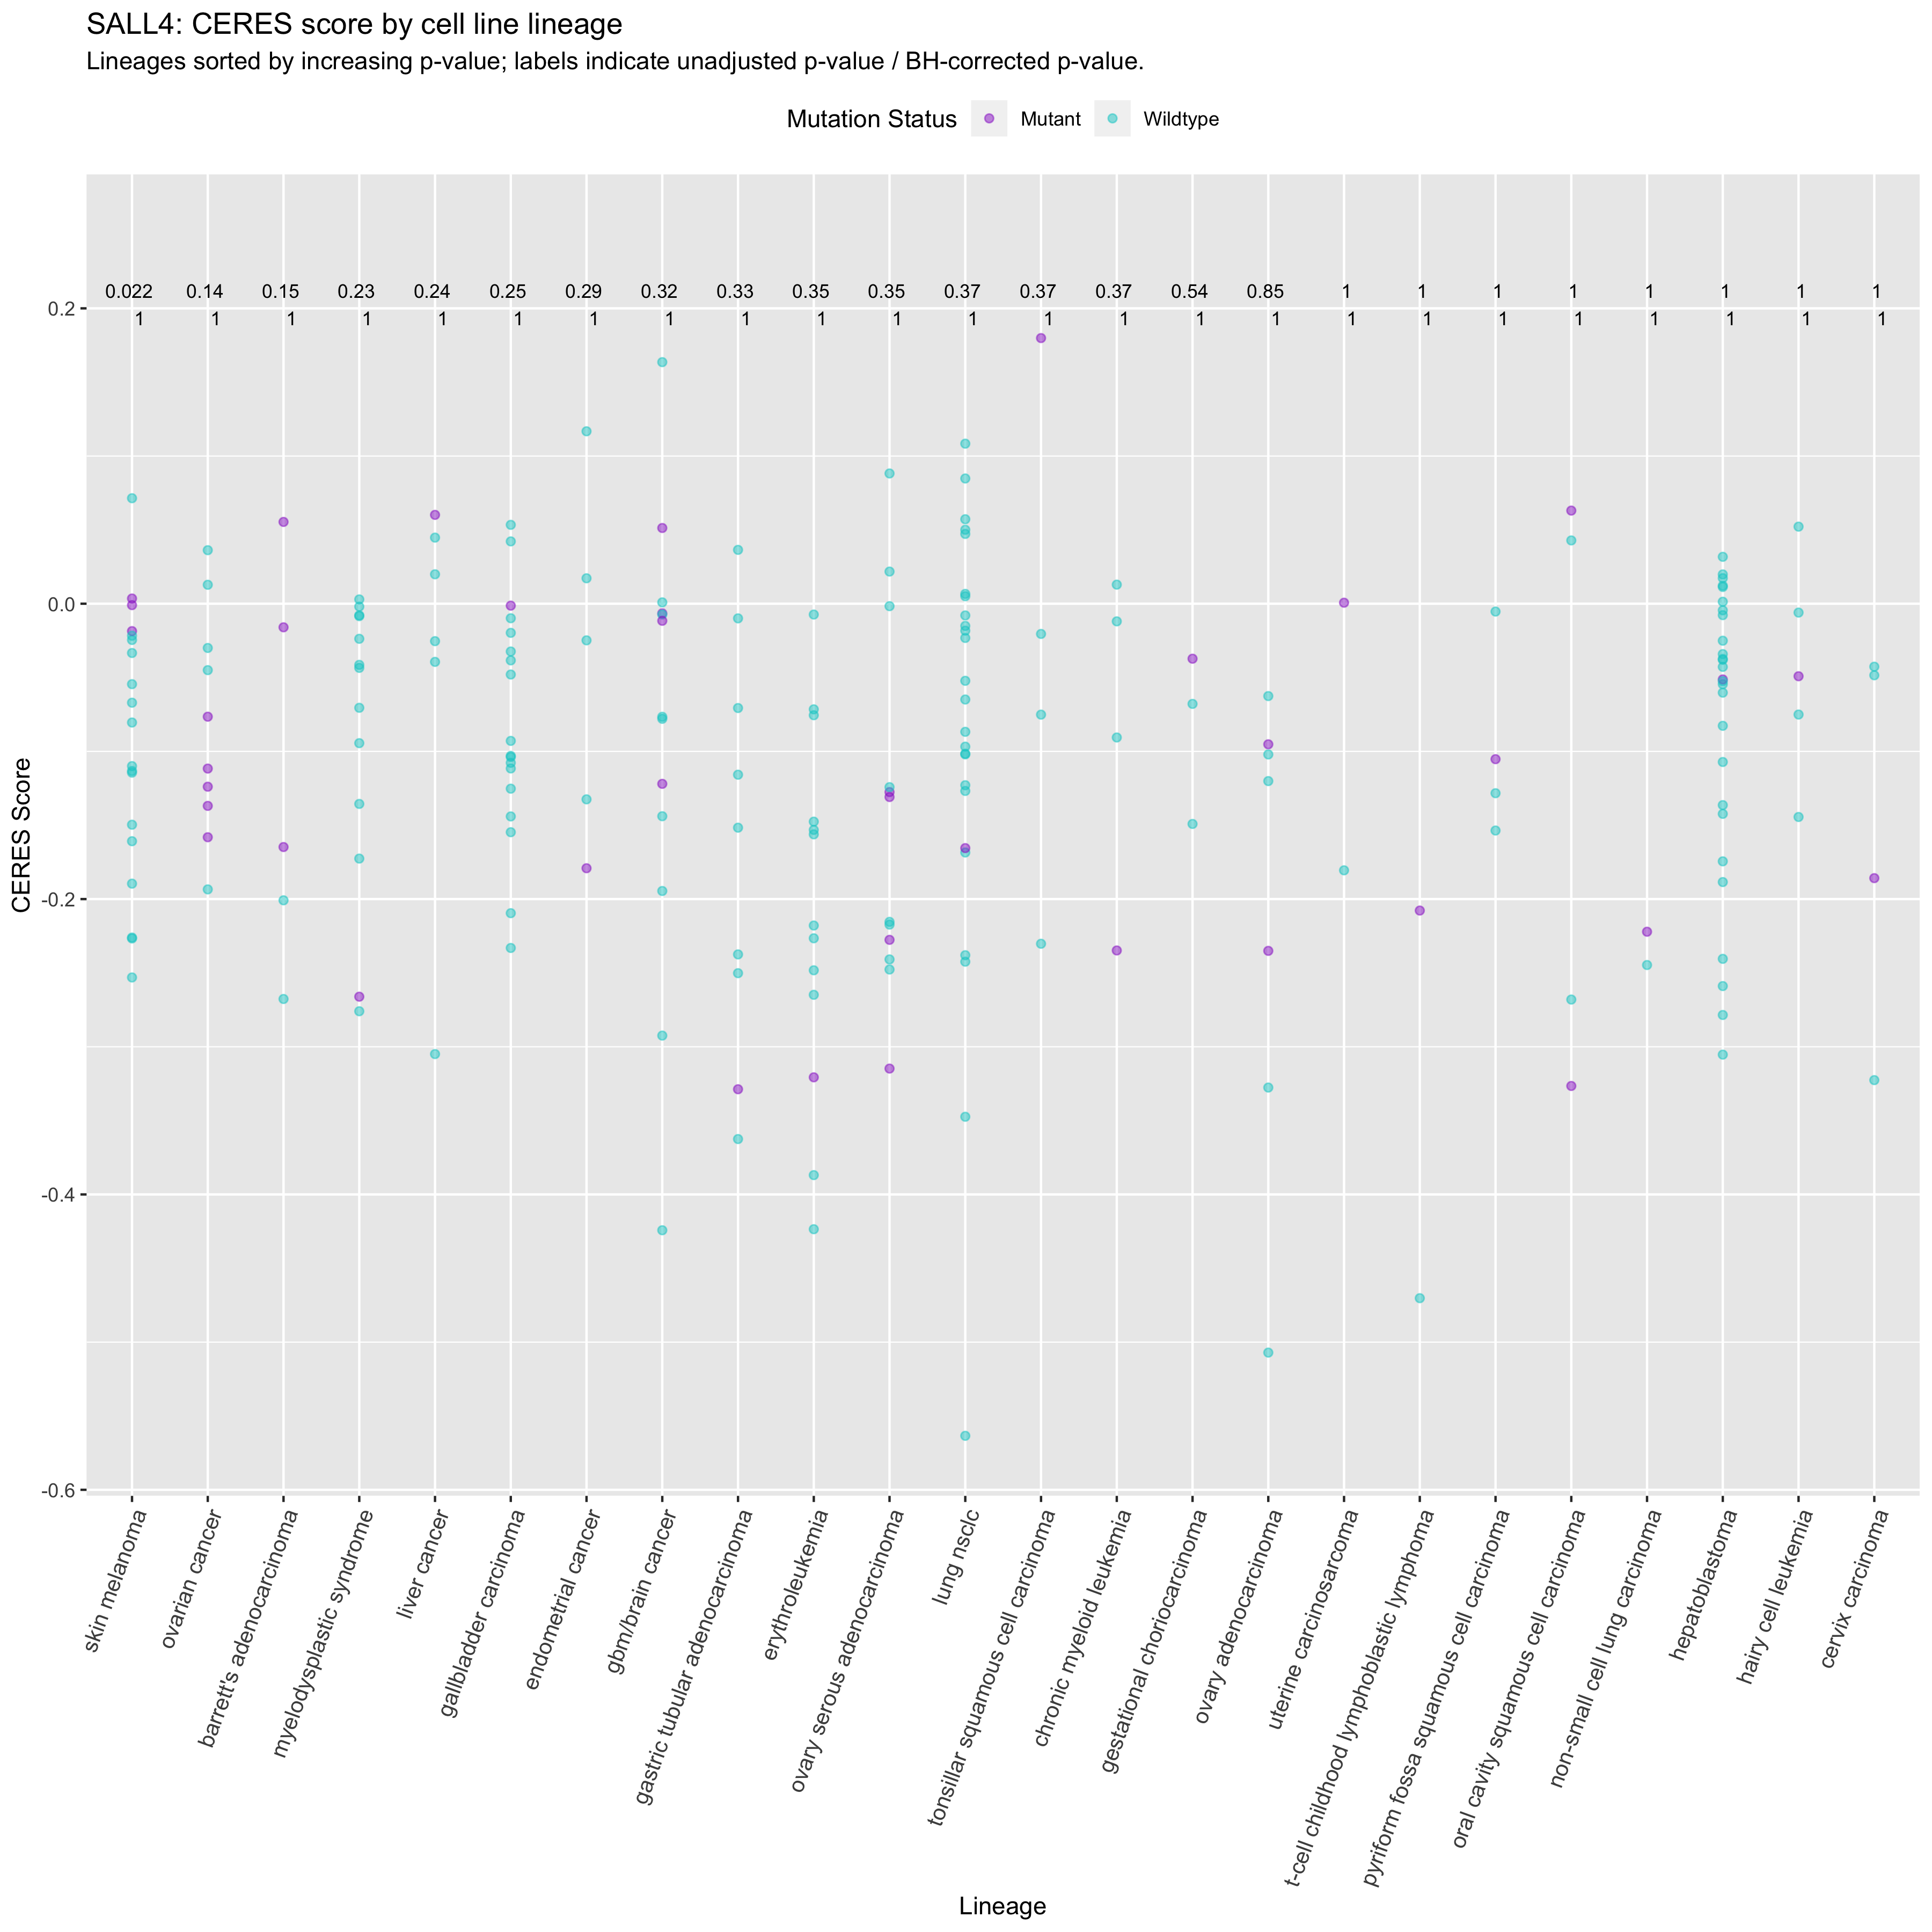 SALL4: CERES score by cell line lineage
Lineages sorted by increasing p-value; labels indicate unadjusted p-value / BH-corrected p-value.
Mutation Status Mutant Wildtype
0.022 0.14 0.15 0.23 0.24 0.25 0.29 0.32 0.33 0.35 0.35 0.37 0.37 0.37 0.54 0.85 1 1 1 1 1 1 1 1
1 1 1 1 1 1 1 1 1 1 1 1 1 1 1 1 1 1 1 1 1 1 1 1
0.2
0.0
-0.2
-0.4
-0.6
CERES Score
skin melanoma
ovarian cancer
barrett's adenocarcinoma
myelodysplastic syndrome
liver cancer
gallbladder carcinoma
endometrial cancer
gbm/brain cancer
gastric tubular adenocarcinoma
erythroleukemia
ovary serous adenocarcinoma
lung nsclc
tonsillar squamous cell carcinoma
chronic myeloid leukemia
gestational choriocarcinoma
ovary adenocarcinoma
uterine carcinosarcoma
t-cell childhood lymphoblastic lymphoma
pyriform fossa squamous cell carcinoma
oral cavity squamous cell carcinoma
non-small cell lung carcinoma
hepatoblastoma
hairy cell leukemia
cervix carcinoma
Lineage